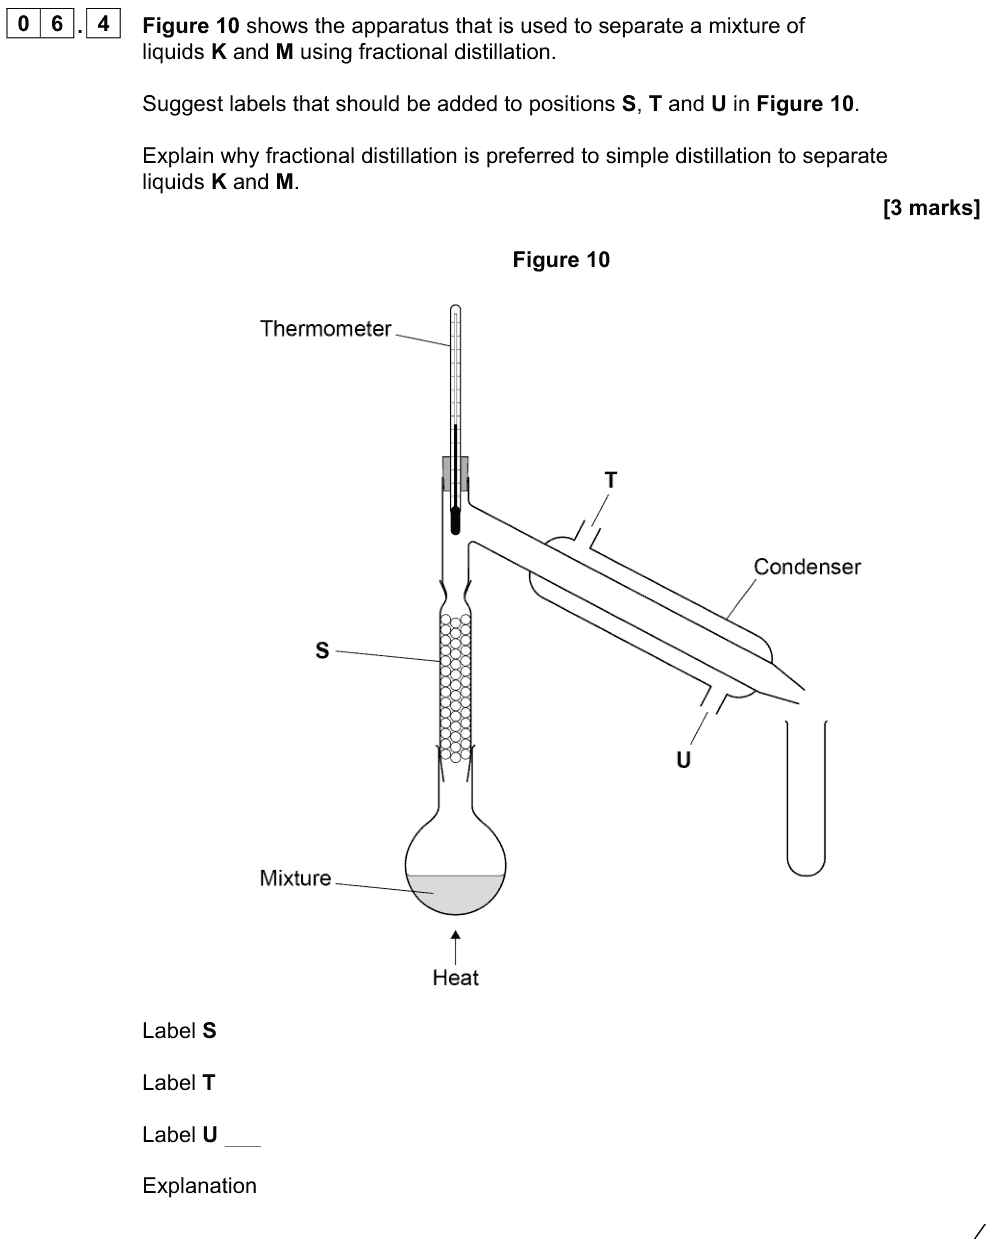 0 6 . 4 Figure 10 shows the apparatus that is used to separate a mixture of
liquids K and M using fractional distillation.
Suggest labels that should be added to positions S, T and U in Figure 10.
Explain why fractional distillation is preferred to simple distillation to separate
liquids K and M.
[3 marks]
Figure 10
Thermometer
T
Condenser
S
U
Mixture
Heat
Label S
Label T
Label U ___
Explanation